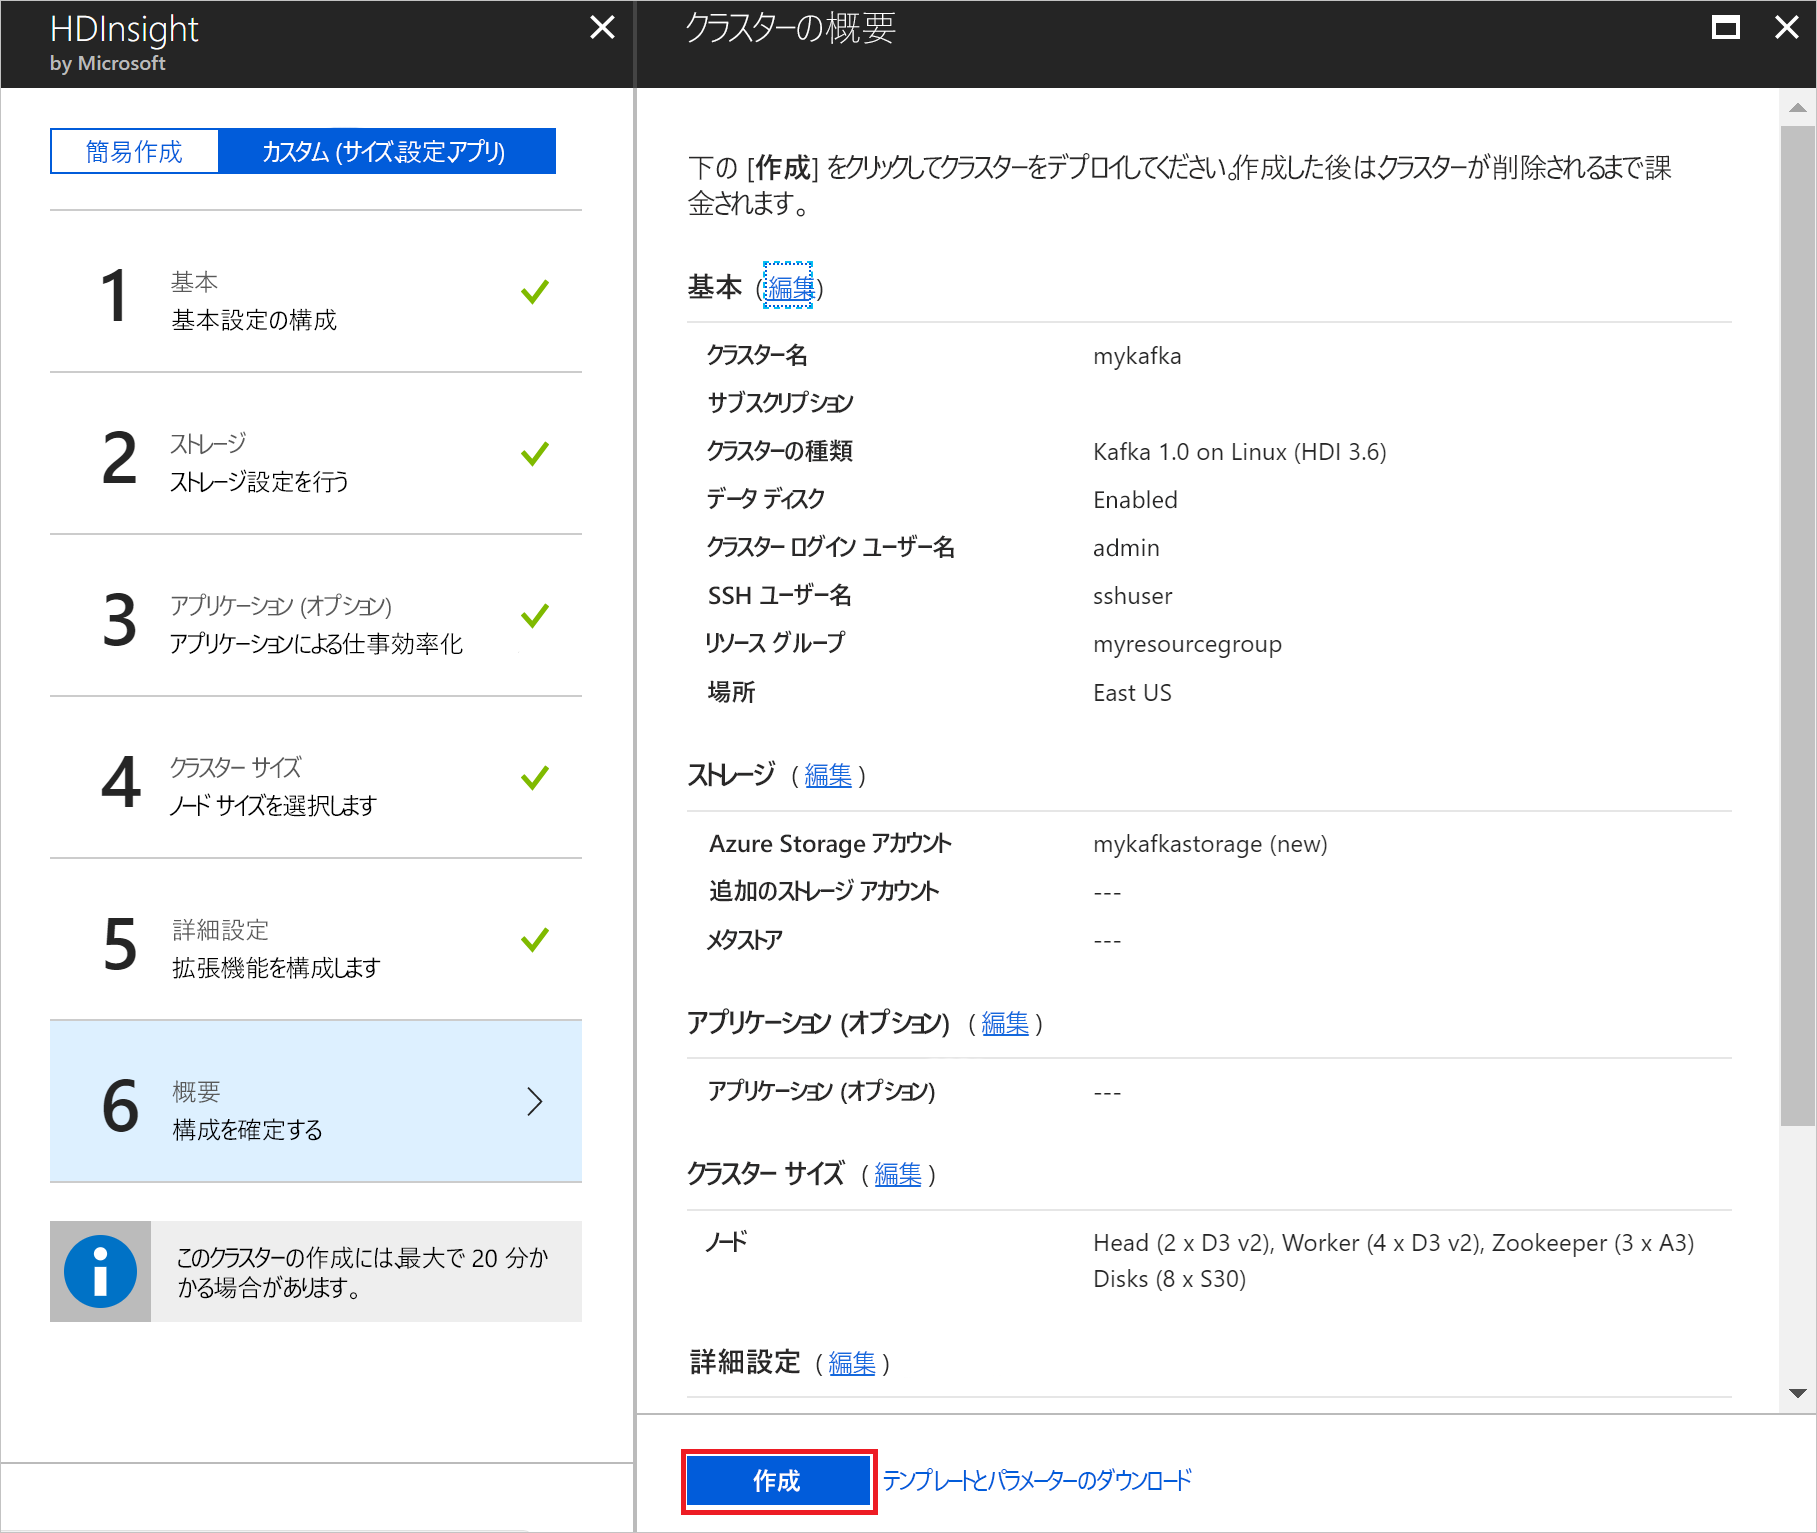 HDInsight
by Microsoft
簡易作成
カスタム (サイズ、設定、アプリ)
1
基本
基本設定の構成
2
ストレージ
ストレージ設定を行う
3
アプリケーション (オプション)
アプリケーションによる仕事効率化
4
クラスター サイズ
ノード サイズを選択します
5
詳細設定
拡張機能を構成します
6
概要
構成を確定する
このクラスターの作成には、最大で 20 分か
かる場合があります。
クラスターの概要
下の [作成] をクリックしてクラスターをデプロイしてください。作成した後は、クラスターが削除されるまで課
金されます。
基本 (編集)
クラスター名 mykafka
サブスクリプション
クラスターの種類 Kafka 1.0 on Linux (HDI 3.6)
データ ディスク Enabled
クラスター ログイン ユーザー名 admin
SSH ユーザー名 sshuser
リソース グループ myresourcegroup
場所 East US
ストレージ ( 編集 )
Azure Storage アカウント mykafkastorage (new)
追加のストレージ アカウント ---
メタストア ---
アプリケーション (オプション) ( 編集 )
アプリケーション (オプション) ---
クラスター サイズ ( 編集 )
ノード Head (2 x D3 v2), Worker (4 x D3 v2), Zookeeper (3 x A3)
Disks (8 x S30)
詳細設定 ( 編集 )
作成 テンプレートとパラメーターのダウンロード